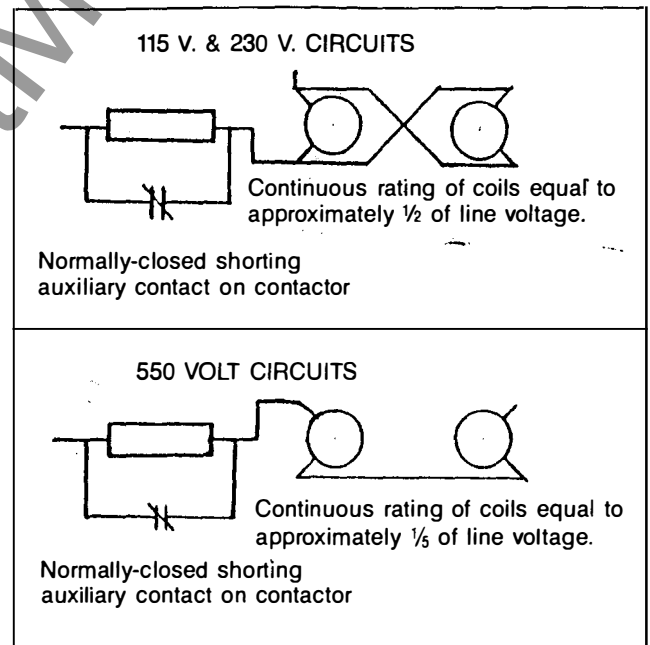 115 V. & 230 V. CIRCUITS
Continuous rating of coils equal to
approximately ½ of line voltage.
Normally-closed shorting
auxiliary contact on contactor
550 VOLT CIRCUITS
Continuous rating of coils equal to
approximately ⅕ of line voltage.
Normally-closed shorting
auxiliary contact on contactor